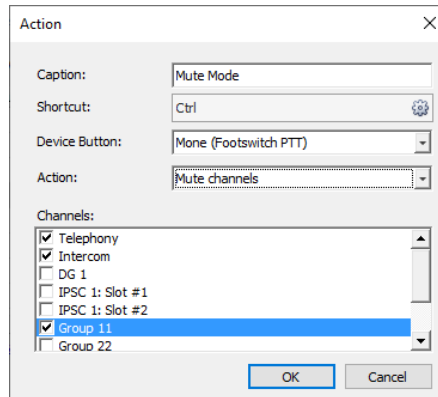 Action
Caption: Mute Mode
Shortcut: Ctrl
Device Button: Mone (Footswitch PTT)
Action: Mute channels
Channels:
Telephony
Intercom
DG 1
IPSC 1: Slot #1
IPSC 1: Slot #2
Group 11
Group 22
OK Cancel